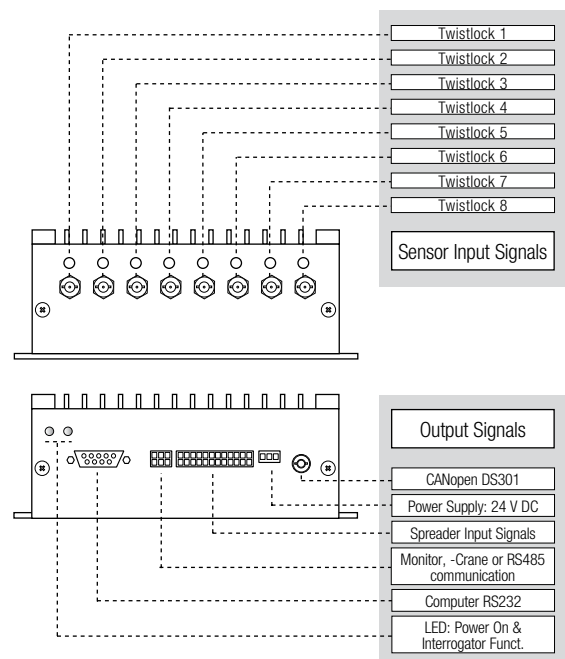 Twistlock 1
Twistlock 2
Twistlock 3
Twistlock 4
Twistlock 5
Twistlock 6
Twistlock 7
Twistlock 8
Sensor Input Signals
Output Signals
CANopen DS301
Power Supply: 24 V DC
Spreader Input Signals
Monitor, -Crane or RS485
communication
Computer RS232
LED: Power On &
Interrogator Funct.